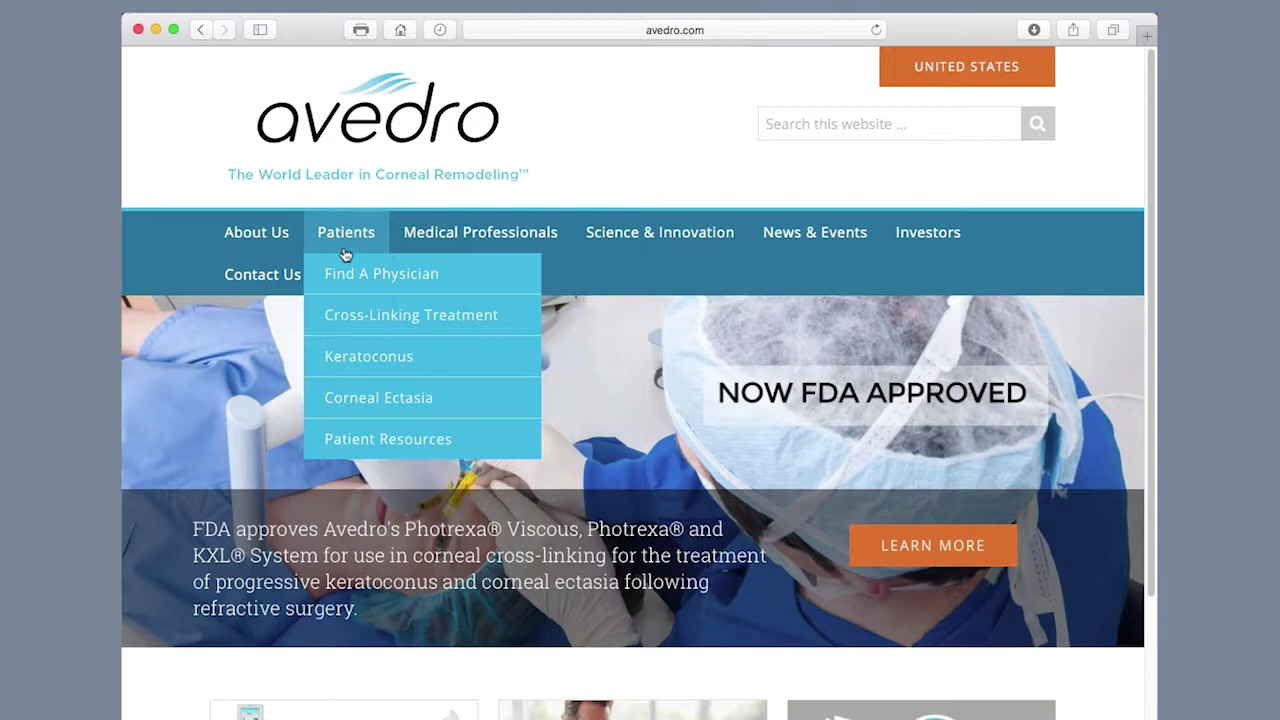 avedro.com
UNITED STATES
avedro
Search this website ...
The World Leader in Corneal Remodeling™
About Us Patients Medical Professionals Science & Innovation News & Events Investors
Contact Us
Find A Physician
Cross-Linking Treatment
Keratoconus
Corneal Ectasia
Patient Resources
NOW FDA APPROVED
FDA approves Avedro's Photrexa® Viscous, Photrexa® and
KXL® System for use in corneal cross-linking for the treatment
of progressive keratoconus and corneal ectasia following
refractive surgery.
LEARN MORE